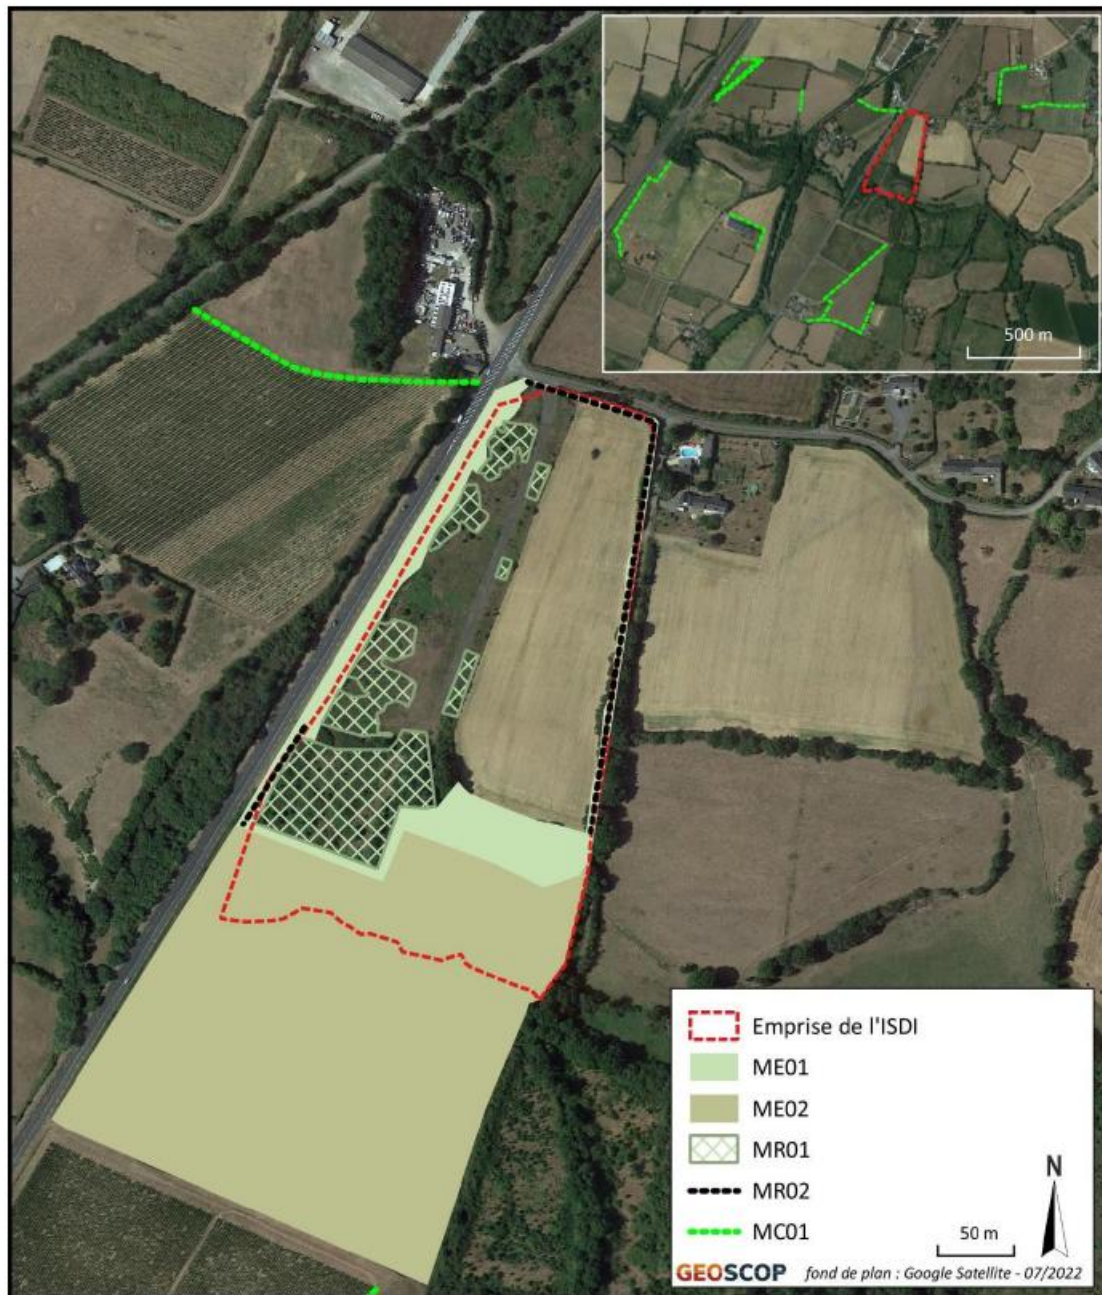 500 m
Emprise de l'ISDI
ME01
ME02
MR01
MR02
MC01
N
50 m
GEOSCOP fond de plan : Google Satellite - 07/2022